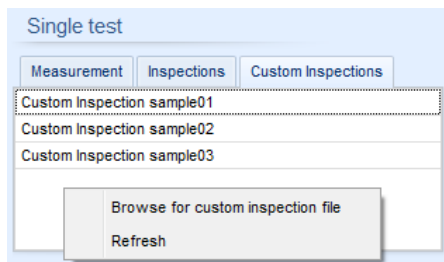 Single test
Measurement Inspections Custom Inspections
Custom Inspection sample01
Custom Inspection sample02
Custom Inspection sample03
Browse for custom inspection file
Refresh